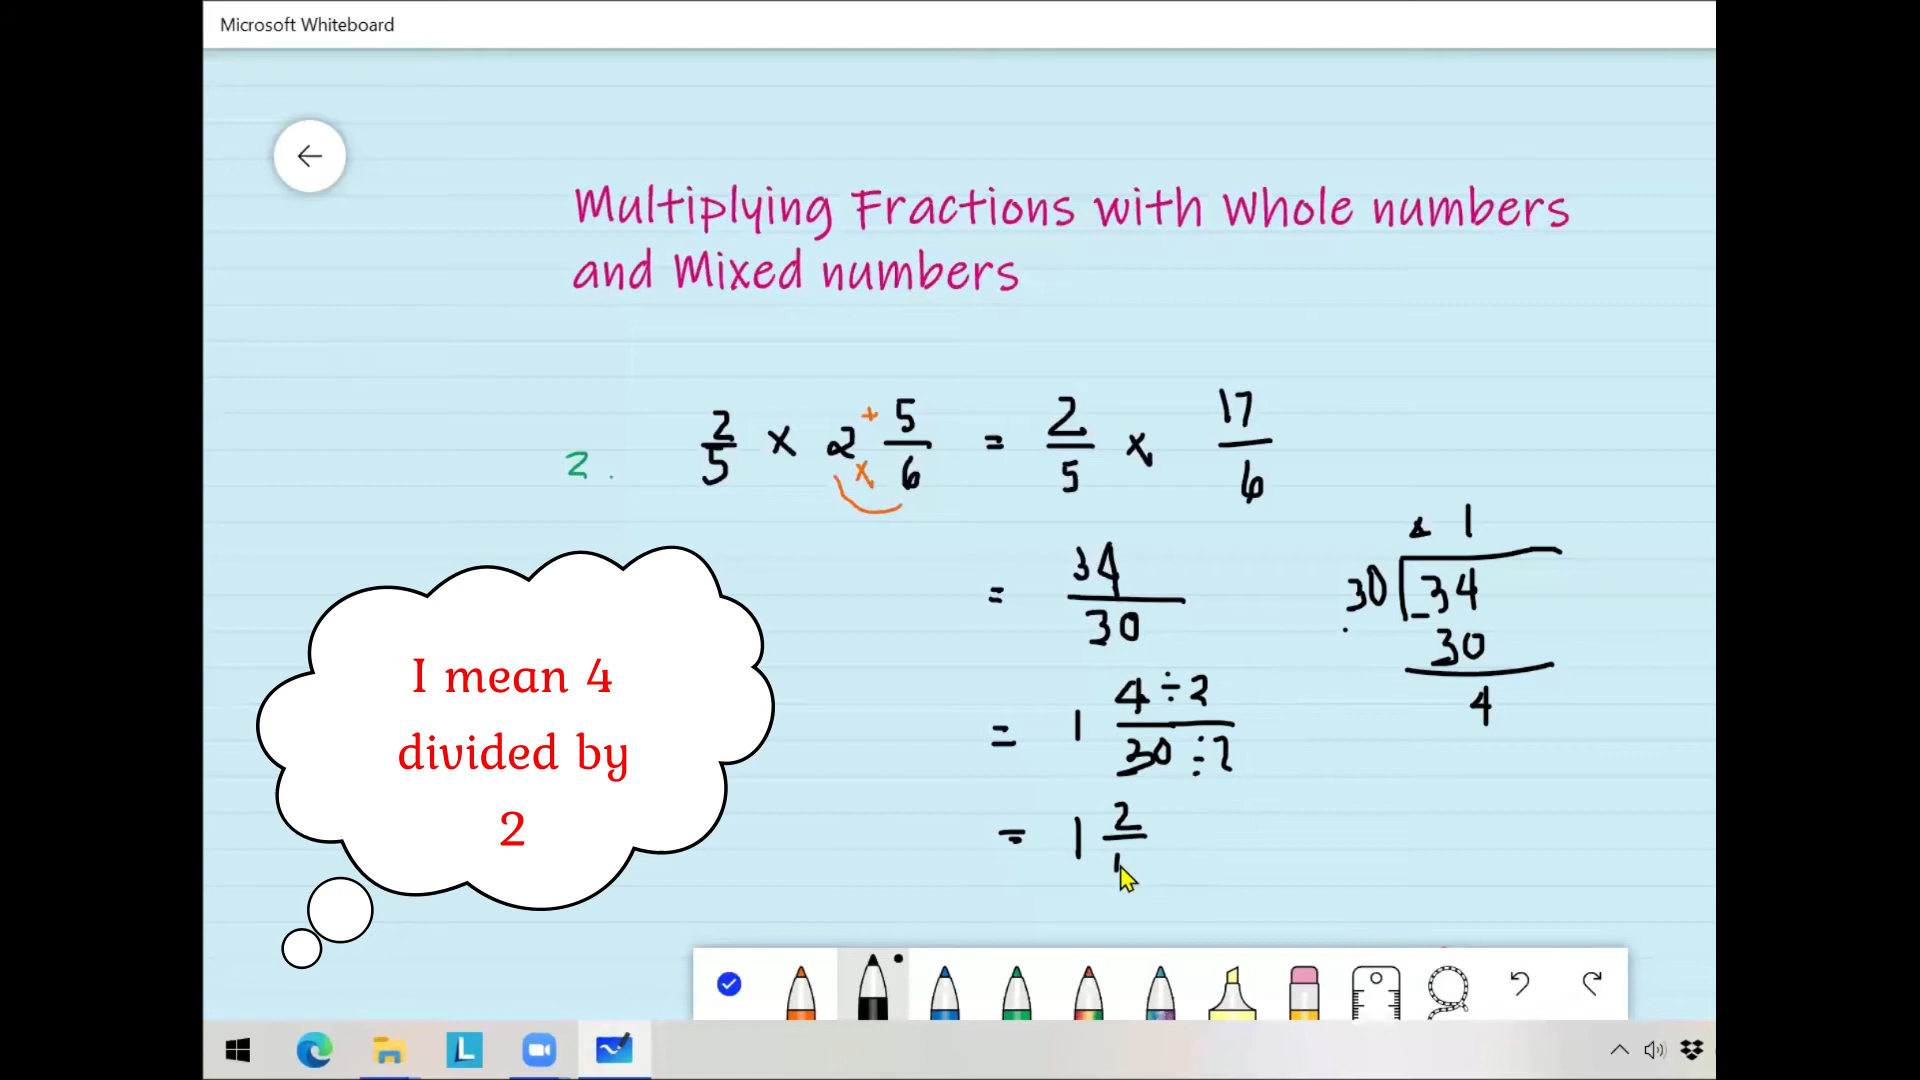 Microsoft Whiteboard
Multiplying Fractions with Whole numbers
and Mixed numbers
2. 2/5 x 2 + x 5/6 = 2/5 x 17/6
= 34/30
1
30 34
- 30
4
= 1 4÷2/30÷2
= 1 2/1
I mean 4
divided by
2
L